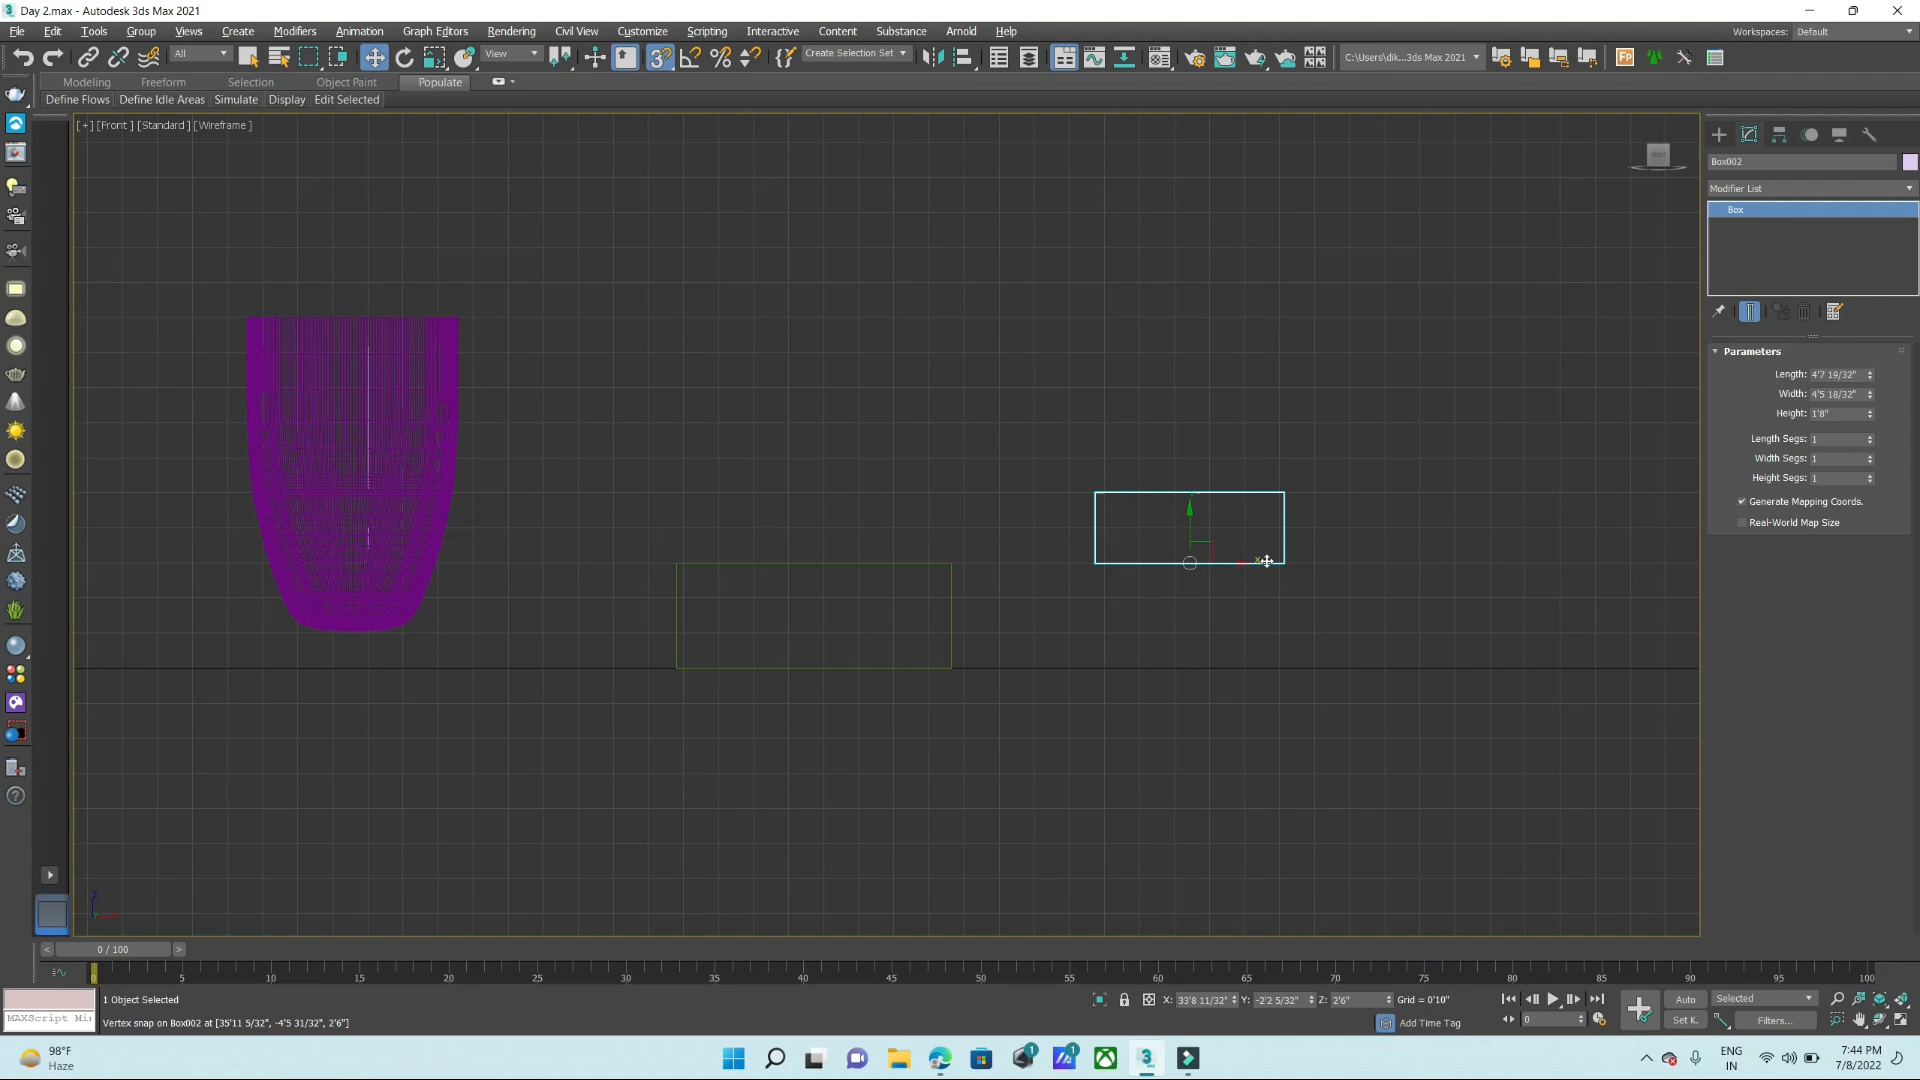 Day 2.max - Autodesk 3ds Max 2021
File Edit Tools Group Views Create Modifiers Animation Graph Editors Rendering Civil View Customize Scripting Interactive Content Substance Arnold Help Workspaces: Default
All View Create Selection Set C:\Users\dik...3ds Max 2021
Modeling Freeform Selection Object Paint Populate
Define Flows Define Idle Areas Simulate Display Edit Selected
[+] [Front ] [Standard ] [Wireframe ]
FRONT
Box002
Modifier List
Box
Parameters
Length: 4'7 19/32"
Width: 4'5 18/32"
Height: 1'8"
Length Segs: 1
Width Segs: 1
Height Segs: 1
Generate Mapping Coords.
Real-World Map Size
x
z
< 0 / 100 >
0 5 10 15 20 25 30 35 40 45 50 55 60 65 70 75 80 85 90 95 100
1 Object Selected X: 33'8 11/32" Y: -2'2 5/32" Z: 2'6" Grid = 0'10" Auto Selected
MAXScript Mi Vertex snap on Box002 at [35'11 5/32", -4'5 31/32", 2'6"] Add Time Tag 0 Set K. Filters...
98°F
Haze
1 1 3
ENG
IN
7:44 PM
7/8/2022